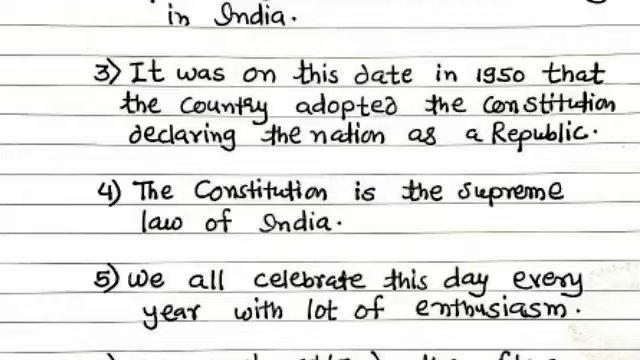 in India.
3) It was on this date in 1950 that
the country adopted the constitution
declaring the nation as a Republic.
4) The Constitution is the supreme
law of India.
5) We all celebrate this day every
year with lot of enthusiasm.